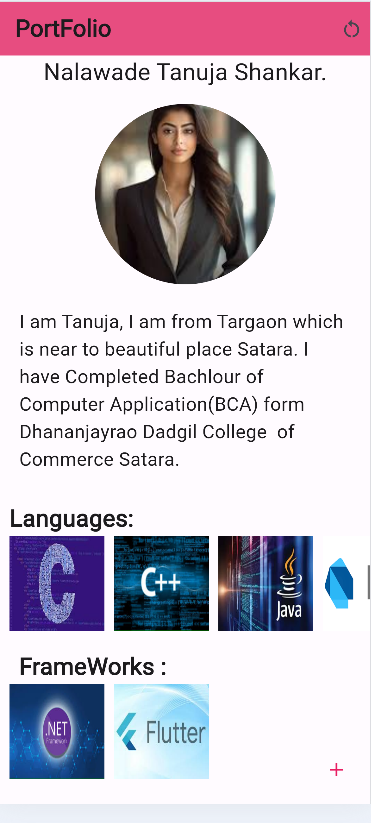 PortFolio
Nalawade Tanuja Shankar.
I am Tanuja, I am from Targaon which
is near to beautiful place Satara. I
have Completed Bachlour of
Computer Application(BCA) form
Dhananjayrao Dadgil College  of
Commerce Satara.
Languages:
C
C++
Java
FrameWorks :
.NET
Framework
Flutter
+